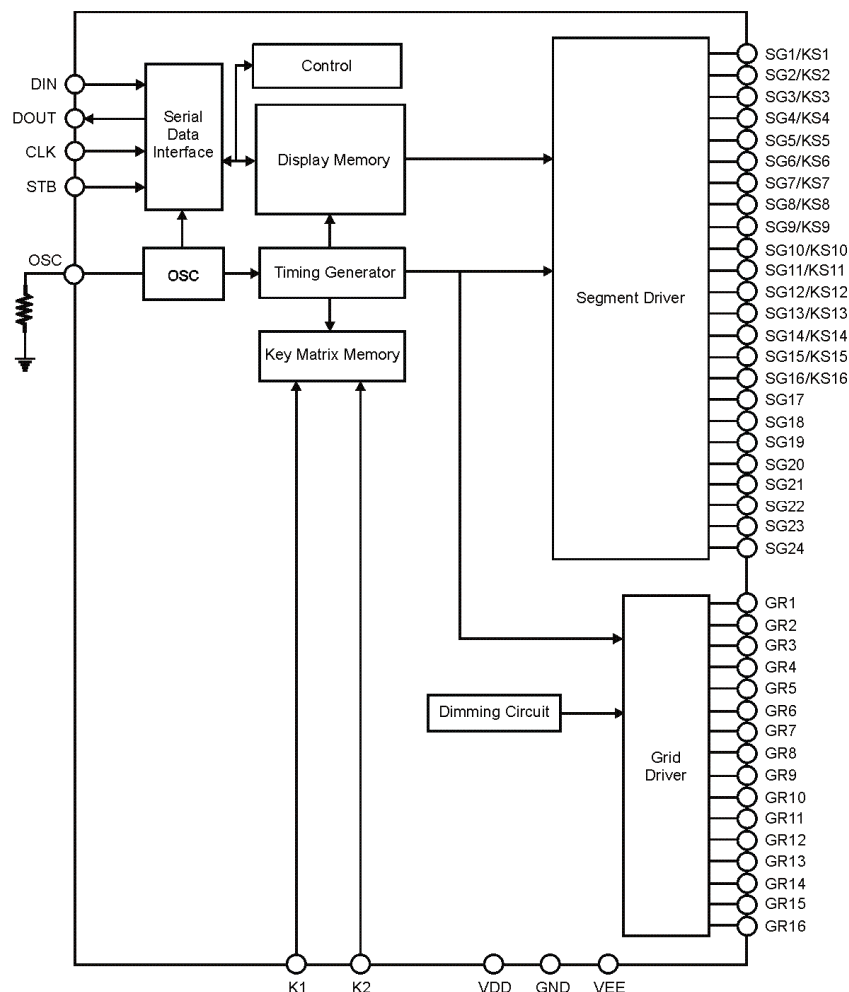 DIN
DOUT
CLK
STB
OSC
Serial
Data
Interface
Control
Display Memory
OSC
Timing Generator
Key Matrix Memory
Segment Driver
SG1/KS1
SG2/KS2
SG3/KS3
SG4/KS4
SG5/KS5
SG6/KS6
SG7/KS7
SG8/KS8
SG9/KS9
SG10/KS10
SG11/KS11
SG12/KS12
SG13/KS13
SG14/KS14
SG15/KS15
SG16/KS16
SG17
SG18
SG19
SG20
SG21
SG22
SG23
SG24
Dimming Circuit
Grid
Driver
GR1
GR2
GR3
GR4
GR5
GR6
GR7
GR8
GR9
GR10
GR11
GR12
GR13
GR14
GR15
GR16
K1
K2
VDD
GND
VEE